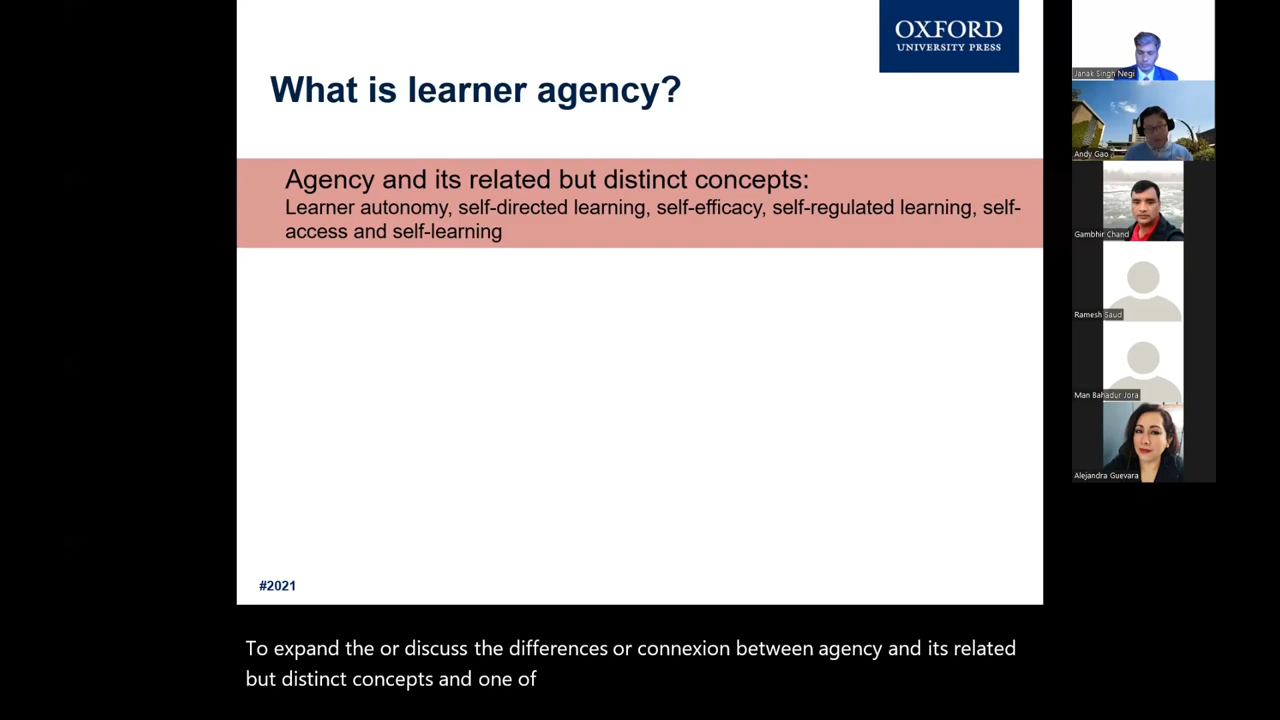 OXFORD
UNIVERSITY PRESS
What is learner agency?
Agency and its related but distinct concepts:
Learner autonomy, self-directed learning, self-efficacy, self-regulated learning, self-
access and self-learning
#2021
To expand the or discuss the differences or connexion between agency and its related
but distinct concepts and one of
Janak Singh Negi
Andy Gao
Gambhir Chand
Ramesh Saud
Man Bahadur Jora
Alejandra Guevara